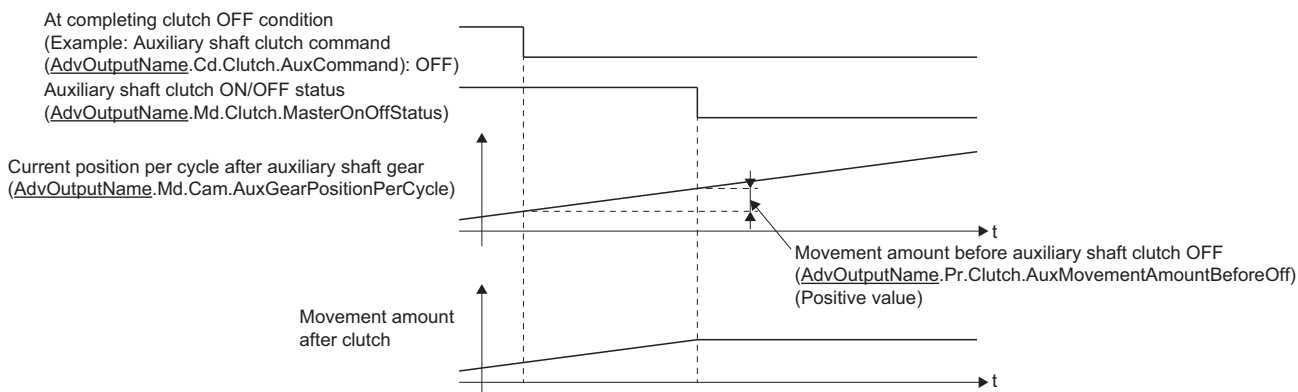 At completing clutch OFF condition
(Example: Auxiliary shaft clutch command
(AdvOutputName.Cd.Clutch.AuxCommand): OFF)
Auxiliary shaft clutch ON/OFF status
(AdvOutputName.Md.Clutch.MasterOnOffStatus)
Current position per cycle after auxiliary shaft gear
(AdvOutputName.Md.Cam.AuxGearPositionPerCycle)
t
Movement amount before auxiliary shaft clutch OFF
(AdvOutputName.Pr.Clutch.AuxMovementAmountBeforeOff)
(Positive value)
Movement amount
after clutch
t